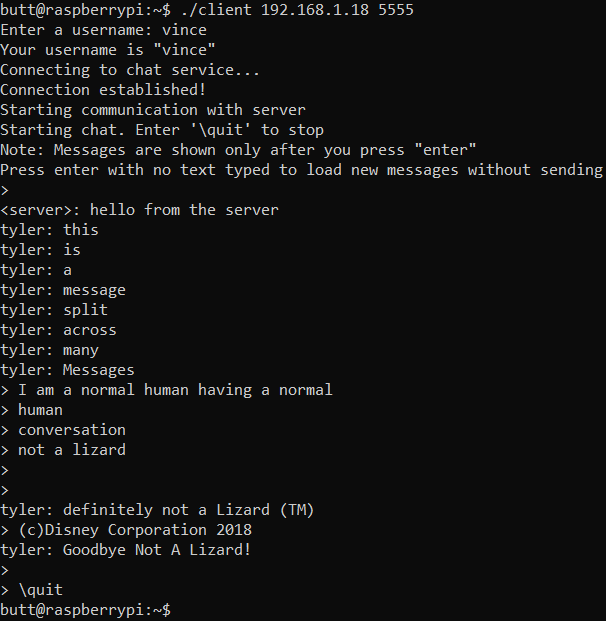 butt@raspberrypi:~$ ./client 192.168.1.18 5555
Enter a username: vince
Your username is "vince"
Connecting to chat service...
Connection established!
Starting communication with server
Starting chat. Enter '\quit' to stop
Note: Messages are shown only after you press "enter"
Press enter with no text typed to load new messages without sending
>
<server>: hello from the server
tyler: this
tyler: is
tyler: a
tyler: message
tyler: split
tyler: across
tyler: many
tyler: Messages
> I am a normal human having a normal
> human
> conversation
> not a lizard
>
>
tyler: definitely not a Lizard (TM)
> (c)Disney Corporation 2018
tyler: Goodbye Not A Lizard!
>
> \quit
butt@raspberrypi:~$